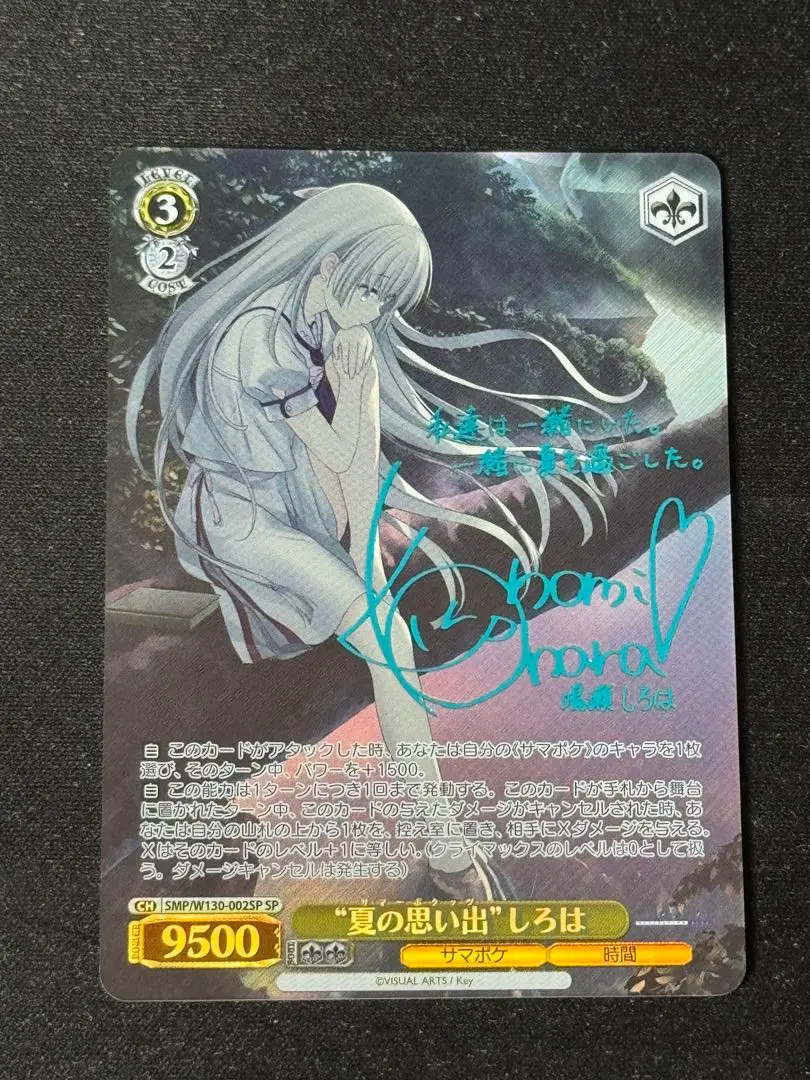 LEVEL
3
2
COST
私達は一緒にいた。
一緒に夏を過ごした。
Konomi
Kohara
鳴瀬しろは
自 このカードがアタックした時、あなたは自分の《サマポケ》のキャラを1枚
選び、そのターン中、パワーを+1500。
自 この能力は1ターンにつき1回まで発動する。このカードが手札から舞台
に置かれたターン中、このカードの与えたダメージがキャンセルされた時、あ
なたは自分の山札の上から1枚を、控え室に置き、相手にXダメージを与える。
Xはそのカードのレベル+1に等しい。(クライマックスのレベルは0として扱
う。ダメージキャンセルは発生する)
CH SMP/W130-002SP SP
サマーポケッツ
“夏の思い出”しろは
POWER
9500
SOUL
サマポケ
時間
©VISUAL ARTS / Key